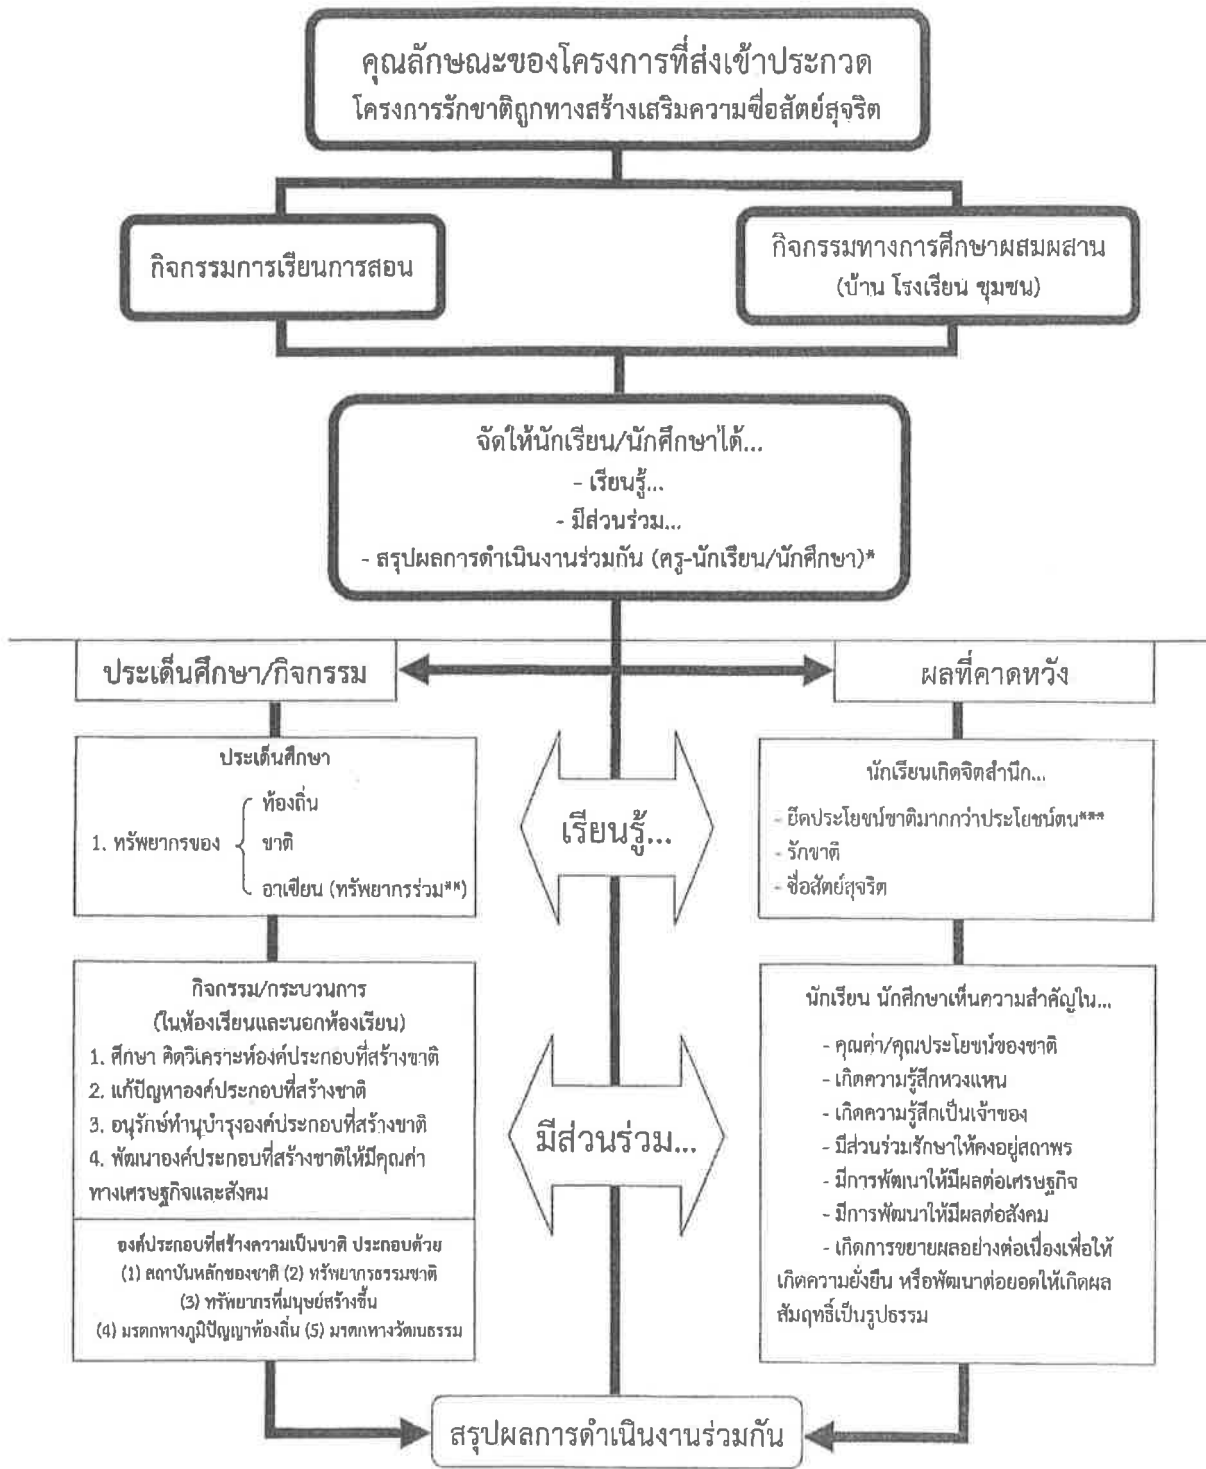 คุณลักษณะของโครงการที่ส่งเข้าประกวด
โครงการรักชาติถูกทางสร้างเสริมความซื่อสัตย์สุจริต
กิจกรรมการเรียนการสอน
กิจกรรมทางการศึกษาผสมผสาน
(บ้าน โรงเรียน ชุมชน)
จัดให้นักเรียน/นักศึกษาได้...
- เรียนรู้...
- มีส่วนร่วม...
- สรุปผลการดำเนินงานร่วมกัน (ครู-นักเรียน/นักศึกษา)*
ประเด็นศึกษา/กิจกรรม
ผลที่คาดหวัง
ประเด็นศึกษา
ท้องถิ่น
1. ทรัพยากรของ
ชาติ
อาเซียน (ทรัพยากรร่วม**)
เรียนรู้...
นักเรียนเกิดจิตสำนึก...
- ยึดประโยชน์ชาติมากกว่าประโยชน์ตน***
- รักชาติ
- ซื่อสัตย์สุจริต
กิจกรรม/กระบวนการ
(ในห้องเรียนและนอกห้องเรียน)
1. ศึกษา คิดวิเคราะห์องค์ประกอบที่สร้างชาติ
2. แก้ปัญหาองค์ประกอบที่สร้างชาติ
3. อนุรักษ์ทำนุบำรุงองค์ประกอบที่สร้างชาติ
4. พัฒนาองค์ประกอบที่สร้างชาติให้มีคุณค่า
ทางเศรษฐกิจและสังคม
องค์ประกอบที่สร้างความเป็นชาติ ประกอบด้วย
(1) สถาบันหลักของชาติ (2) ทรัพยากรธรรมชาติ
(3) ทรัพยากรที่มนุษย์สร้างขึ้น
(4) มรดกทางภูมิปัญญาท้องถิ่น (5) มรดกทางวัฒนธรรม
มีส่วนร่วม...
นักเรียน นักศึกษาเห็นความสำคัญใน...
- คุณค่า/คุณประโยชน์ของชาติ
- เกิดความรู้สึกหวงแหน
- เกิดความรู้สึกเป็นเจ้าของ
- มีส่วนร่วมรักษาให้คงอยู่สถาพร
- มีการพัฒนาให้มีผลต่อเศรษฐกิจ
- มีการพัฒนาให้มีผลต่อสังคม
- เกิดการขยายผลอย่างต่อเนื่องเพื่อให้
เกิดความยั่งยืน หรือพัฒนาต่อยอดให้เกิดผล
สัมฤทธิ์เป็นรูปธรรม
สรุปผลการดำเนินงานร่วมกัน